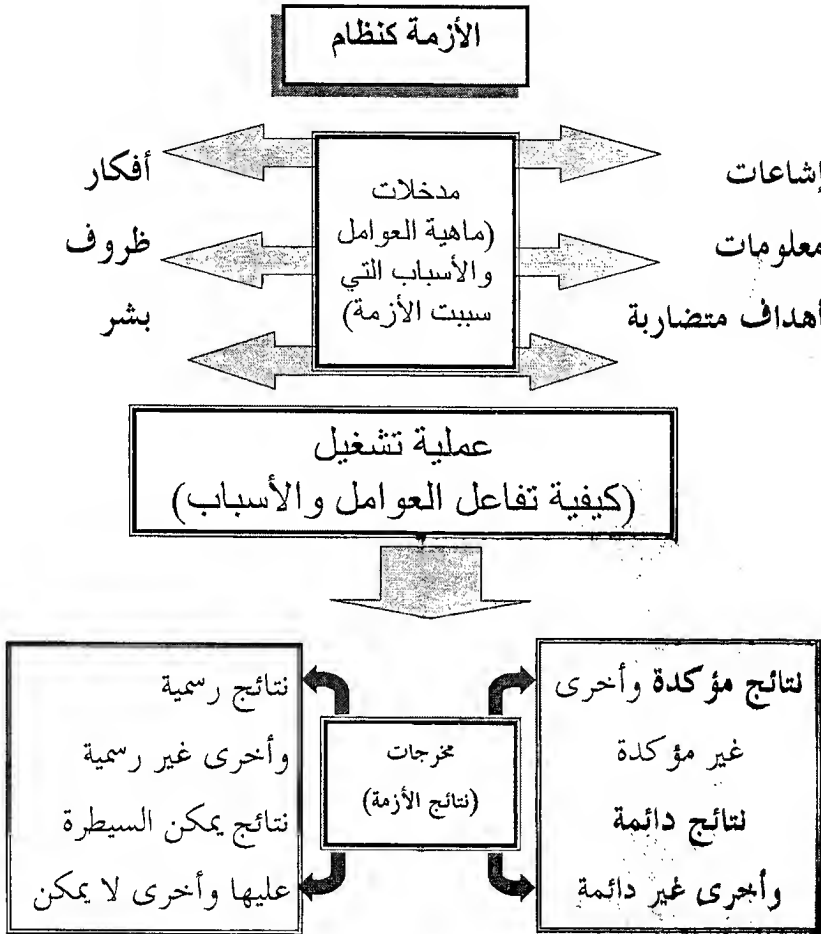 الأزمة كنظام
إشاعات
معلومات
أهداف متضاربة
مدخلات
(ماهية العوامل
والأسباب التي
سببت الأزمة)
أفكار
ظروف
بشر
عملية تشغيل
(كيفية تفاعل العوامل والأسباب)
نتائج مؤكدة وأخرى
غير مؤكدة
نتائج دائمة
وأخرى غير دائمة
مخرجات
(نتائج الأزمة)
نتائج رسمية
وأخرى غير رسمية
نتائج يمكن السيطرة
عليها وأخرى لا يمكن